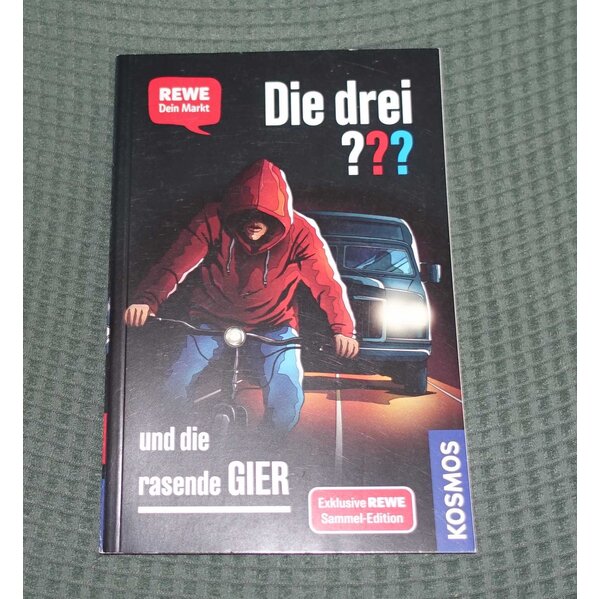 REWE
Dein Markt
Die drei
???
und die
rasende GIER
Exklusive REWE
Sammel-Edition
KOSMOS